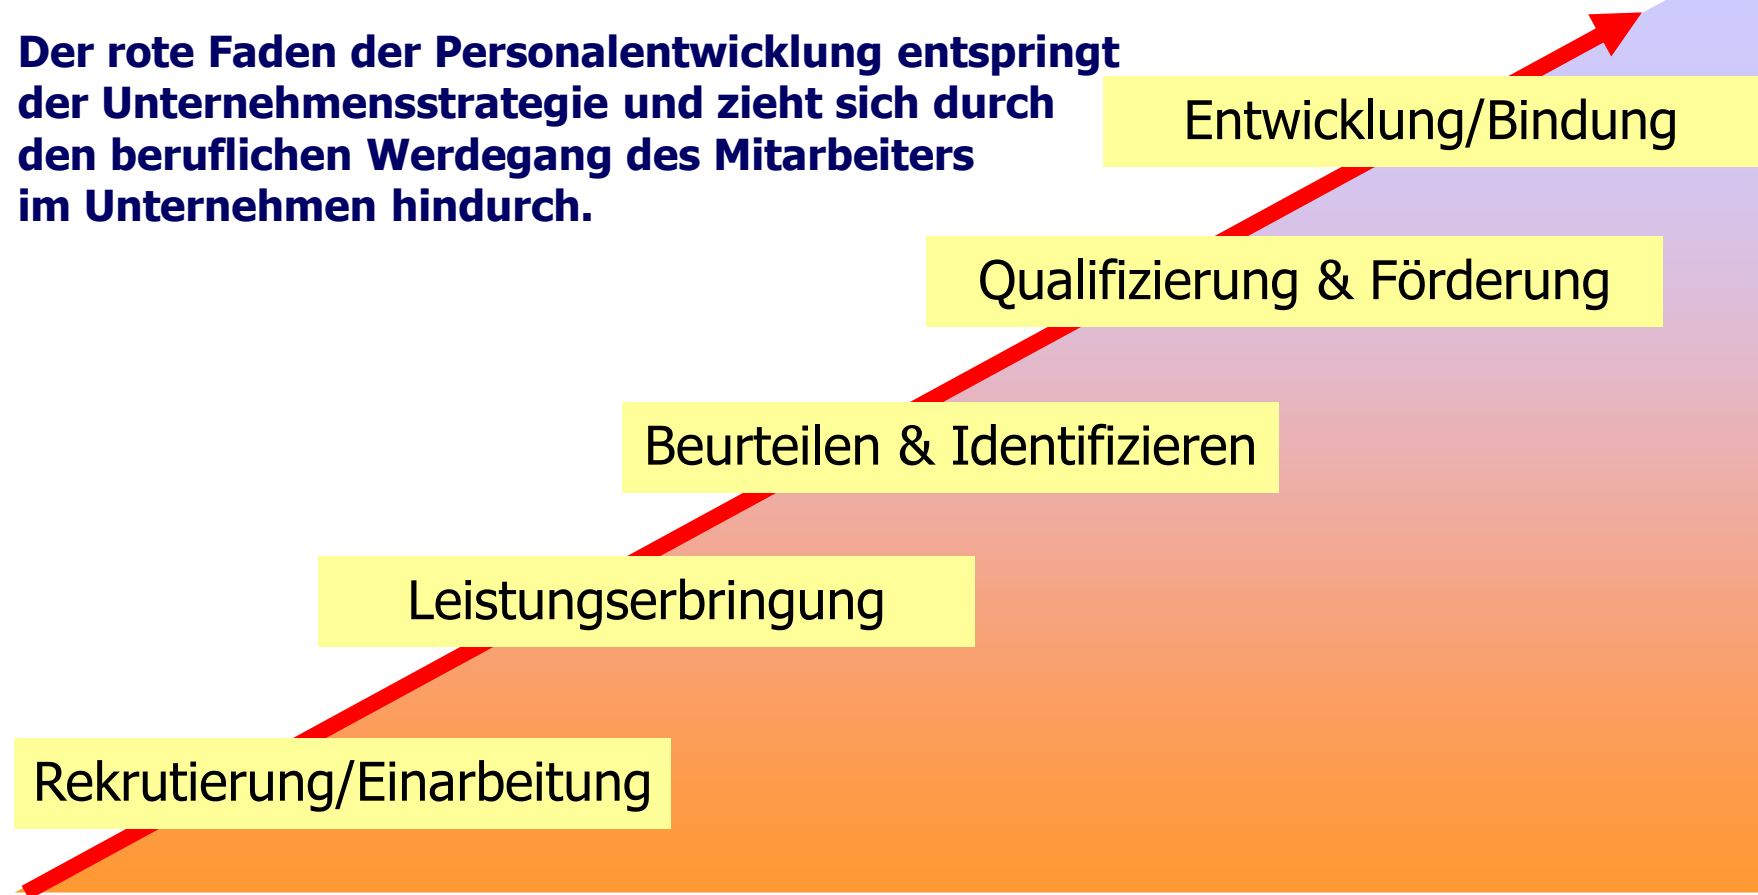 Der rote Faden der Personalentwicklung entspringt
der Unternehmensstrategie und zieht sich durch
den beruflichen Werdegang des Mitarbeiters
im Unternehmen hindurch.
Entwicklung/Bindung
Qualifizierung & Förderung
Beurteilen & Identifizieren
Leistungserbringung
Rekrutierung/Einarbeitung